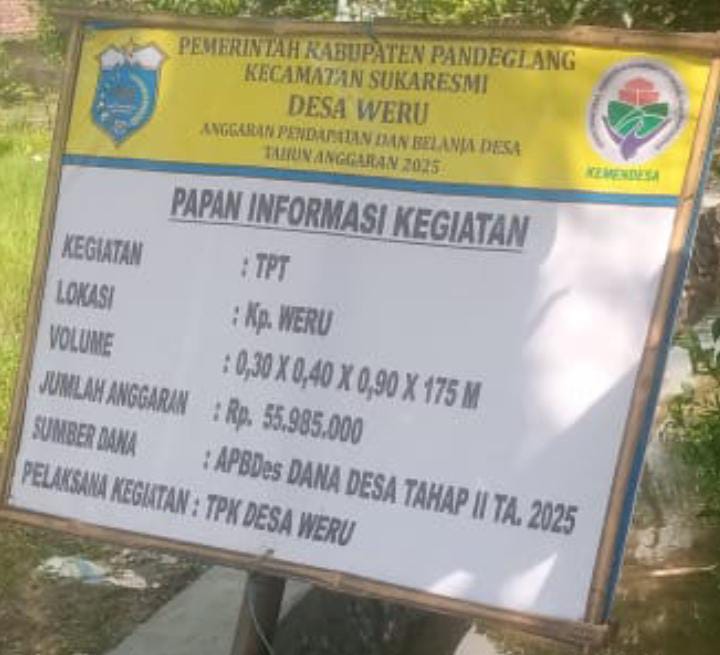 PEMERINTAH KABUPATEN PANDEGLANG
KECAMATAN SUKARESMI
DESA WERU
ANGGARAN PENDAPATAN DAN BELANJA DESA
TAHUN ANGGARAN 2025
KEMENDESA
PAPAN INFORMASI KEGIATAN
KEGIATAN : TPT
LOKASI : Kp. WERU
VOLUME : 0,30 X 0,40 X 0,90 X 175 M
JUMLAH ANGGARAN : Rp. 55.985.000
SUMBER DANA : APBDes DANA DESA TAHAP II TA. 2025
PELAKSANA KEGIATAN : TPK DESA WERU